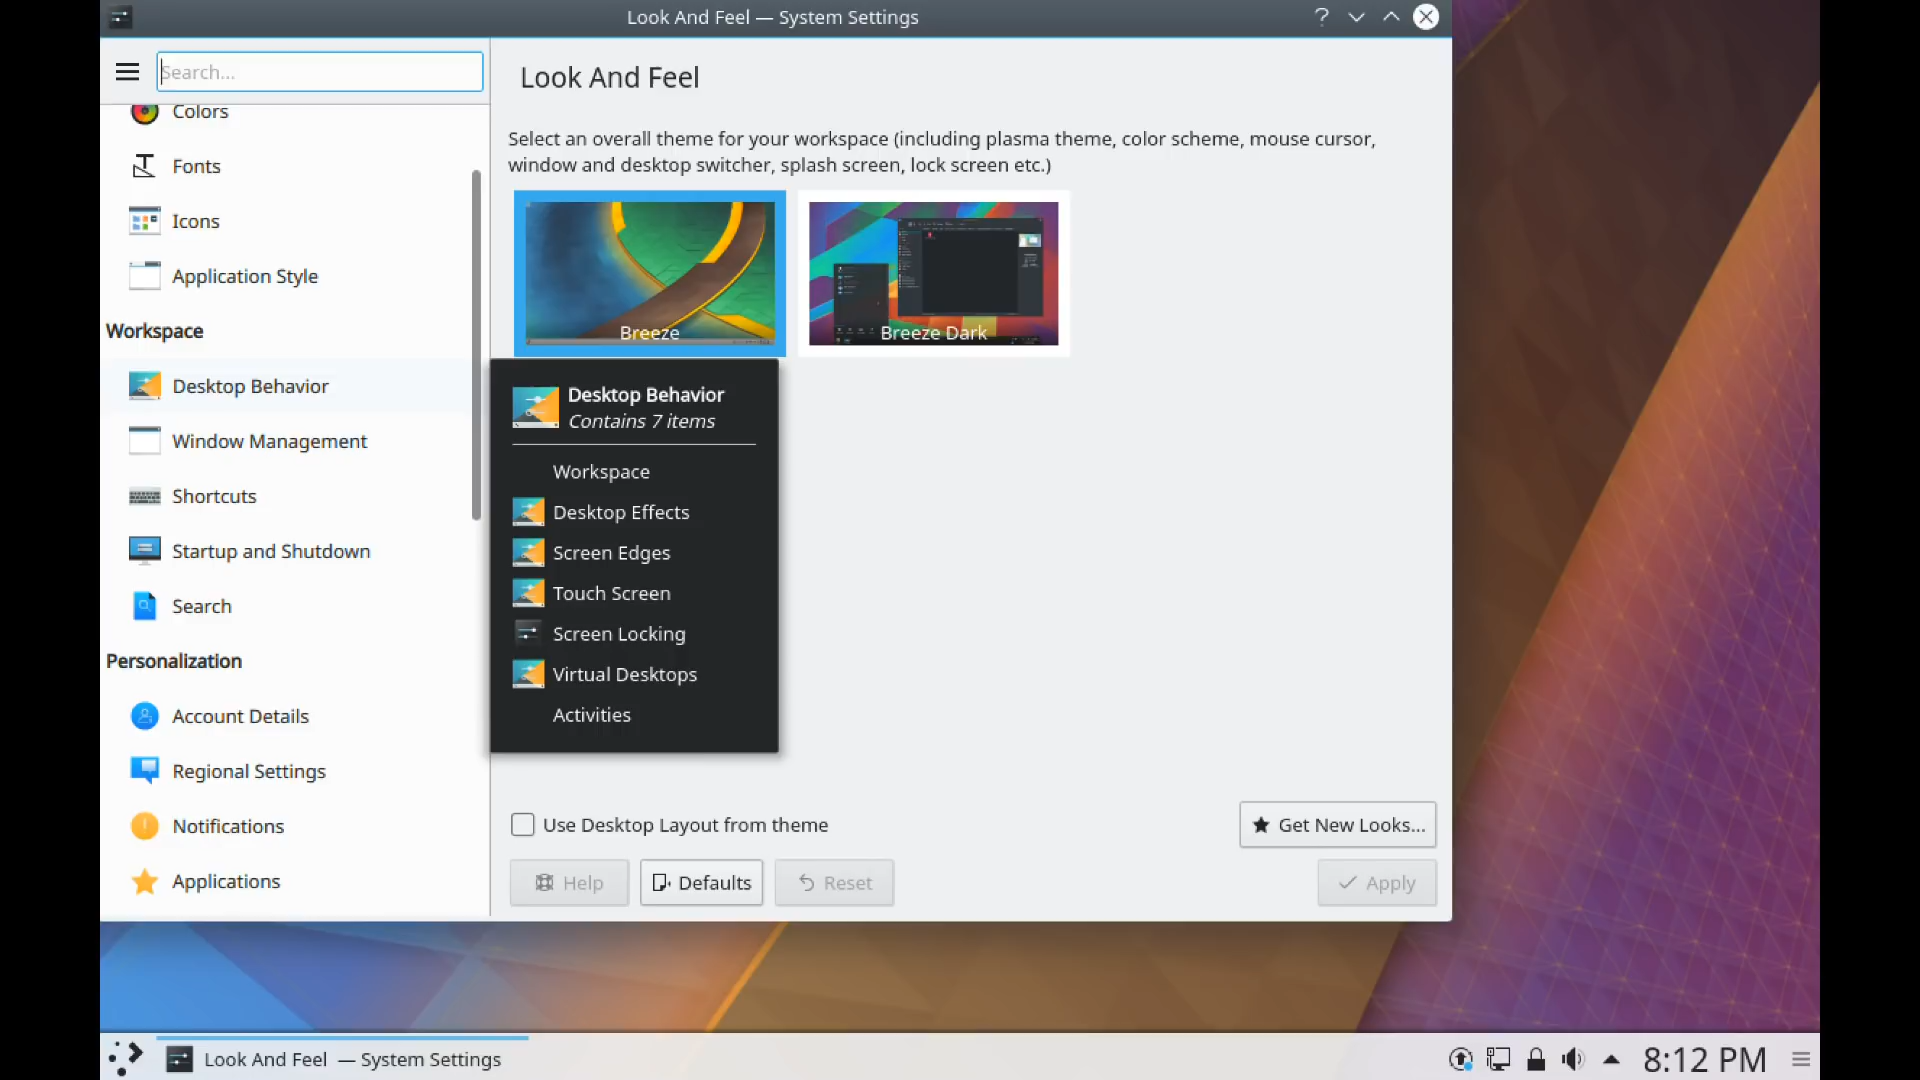 Look And Feel — System Settings
Search...
Colors
Fonts
Icons
Application Style
Workspace
Desktop Behavior
Window Management
Shortcuts
Startup and Shutdown
Search
Personalization
Account Details
Regional Settings
Notifications
Applications
Look And Feel
Select an overall theme for your workspace (including plasma theme, color scheme, mouse cursor,
window and desktop switcher, splash screen, lock screen etc.)
Breeze
Breeze Dark
Desktop Behavior
Contains 7 items
Workspace
Desktop Effects
Screen Edges
Touch Screen
Screen Locking
Virtual Desktops
Activities
Use Desktop Layout from theme
Get New Looks...
Help
Defaults
Reset
Apply
Look And Feel — System Settings
8:12 PM